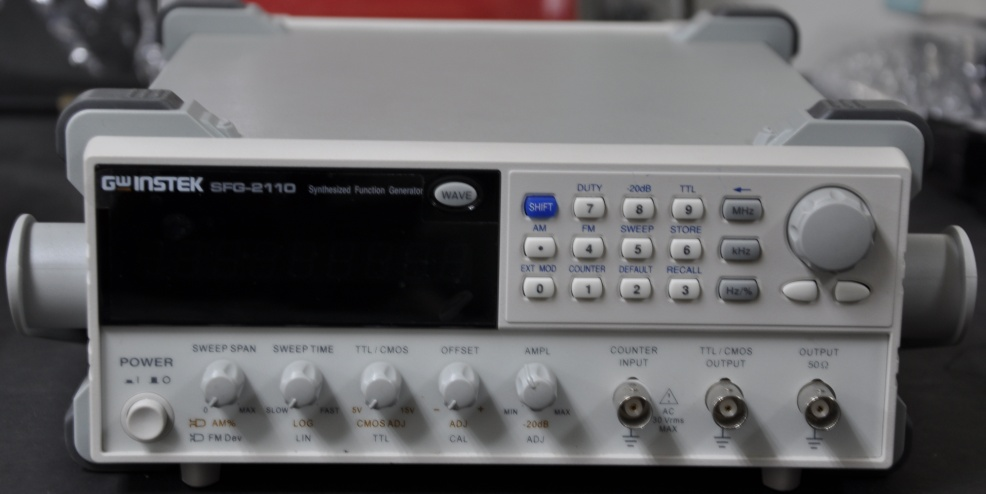 GW INSTEK SFG-2110 Synthesized Function Generator WAVE
DUTY -20dB TTL
SHIFT 7 8 9 MHz
AM FM SWEEP STORE
• 4 5 6 kHz
EXT MOD COUNTER DEFAULT RECALL
0 1 2 3 Hz/%
SWEEP SPAN SWEEP TIME TTL/CMOS OFFSET AMPL COUNTER INPUT TTL/CMOS OUTPUT OUTPUT 50Ω
POWER
0 MAX SLOW FAST 5V 15V - + MIN MAX
AM% LOG CMOS ADJ ADJ -20dB
FM Dev LIN TTL CAL ADJ
AC
30 Vrms
MAX